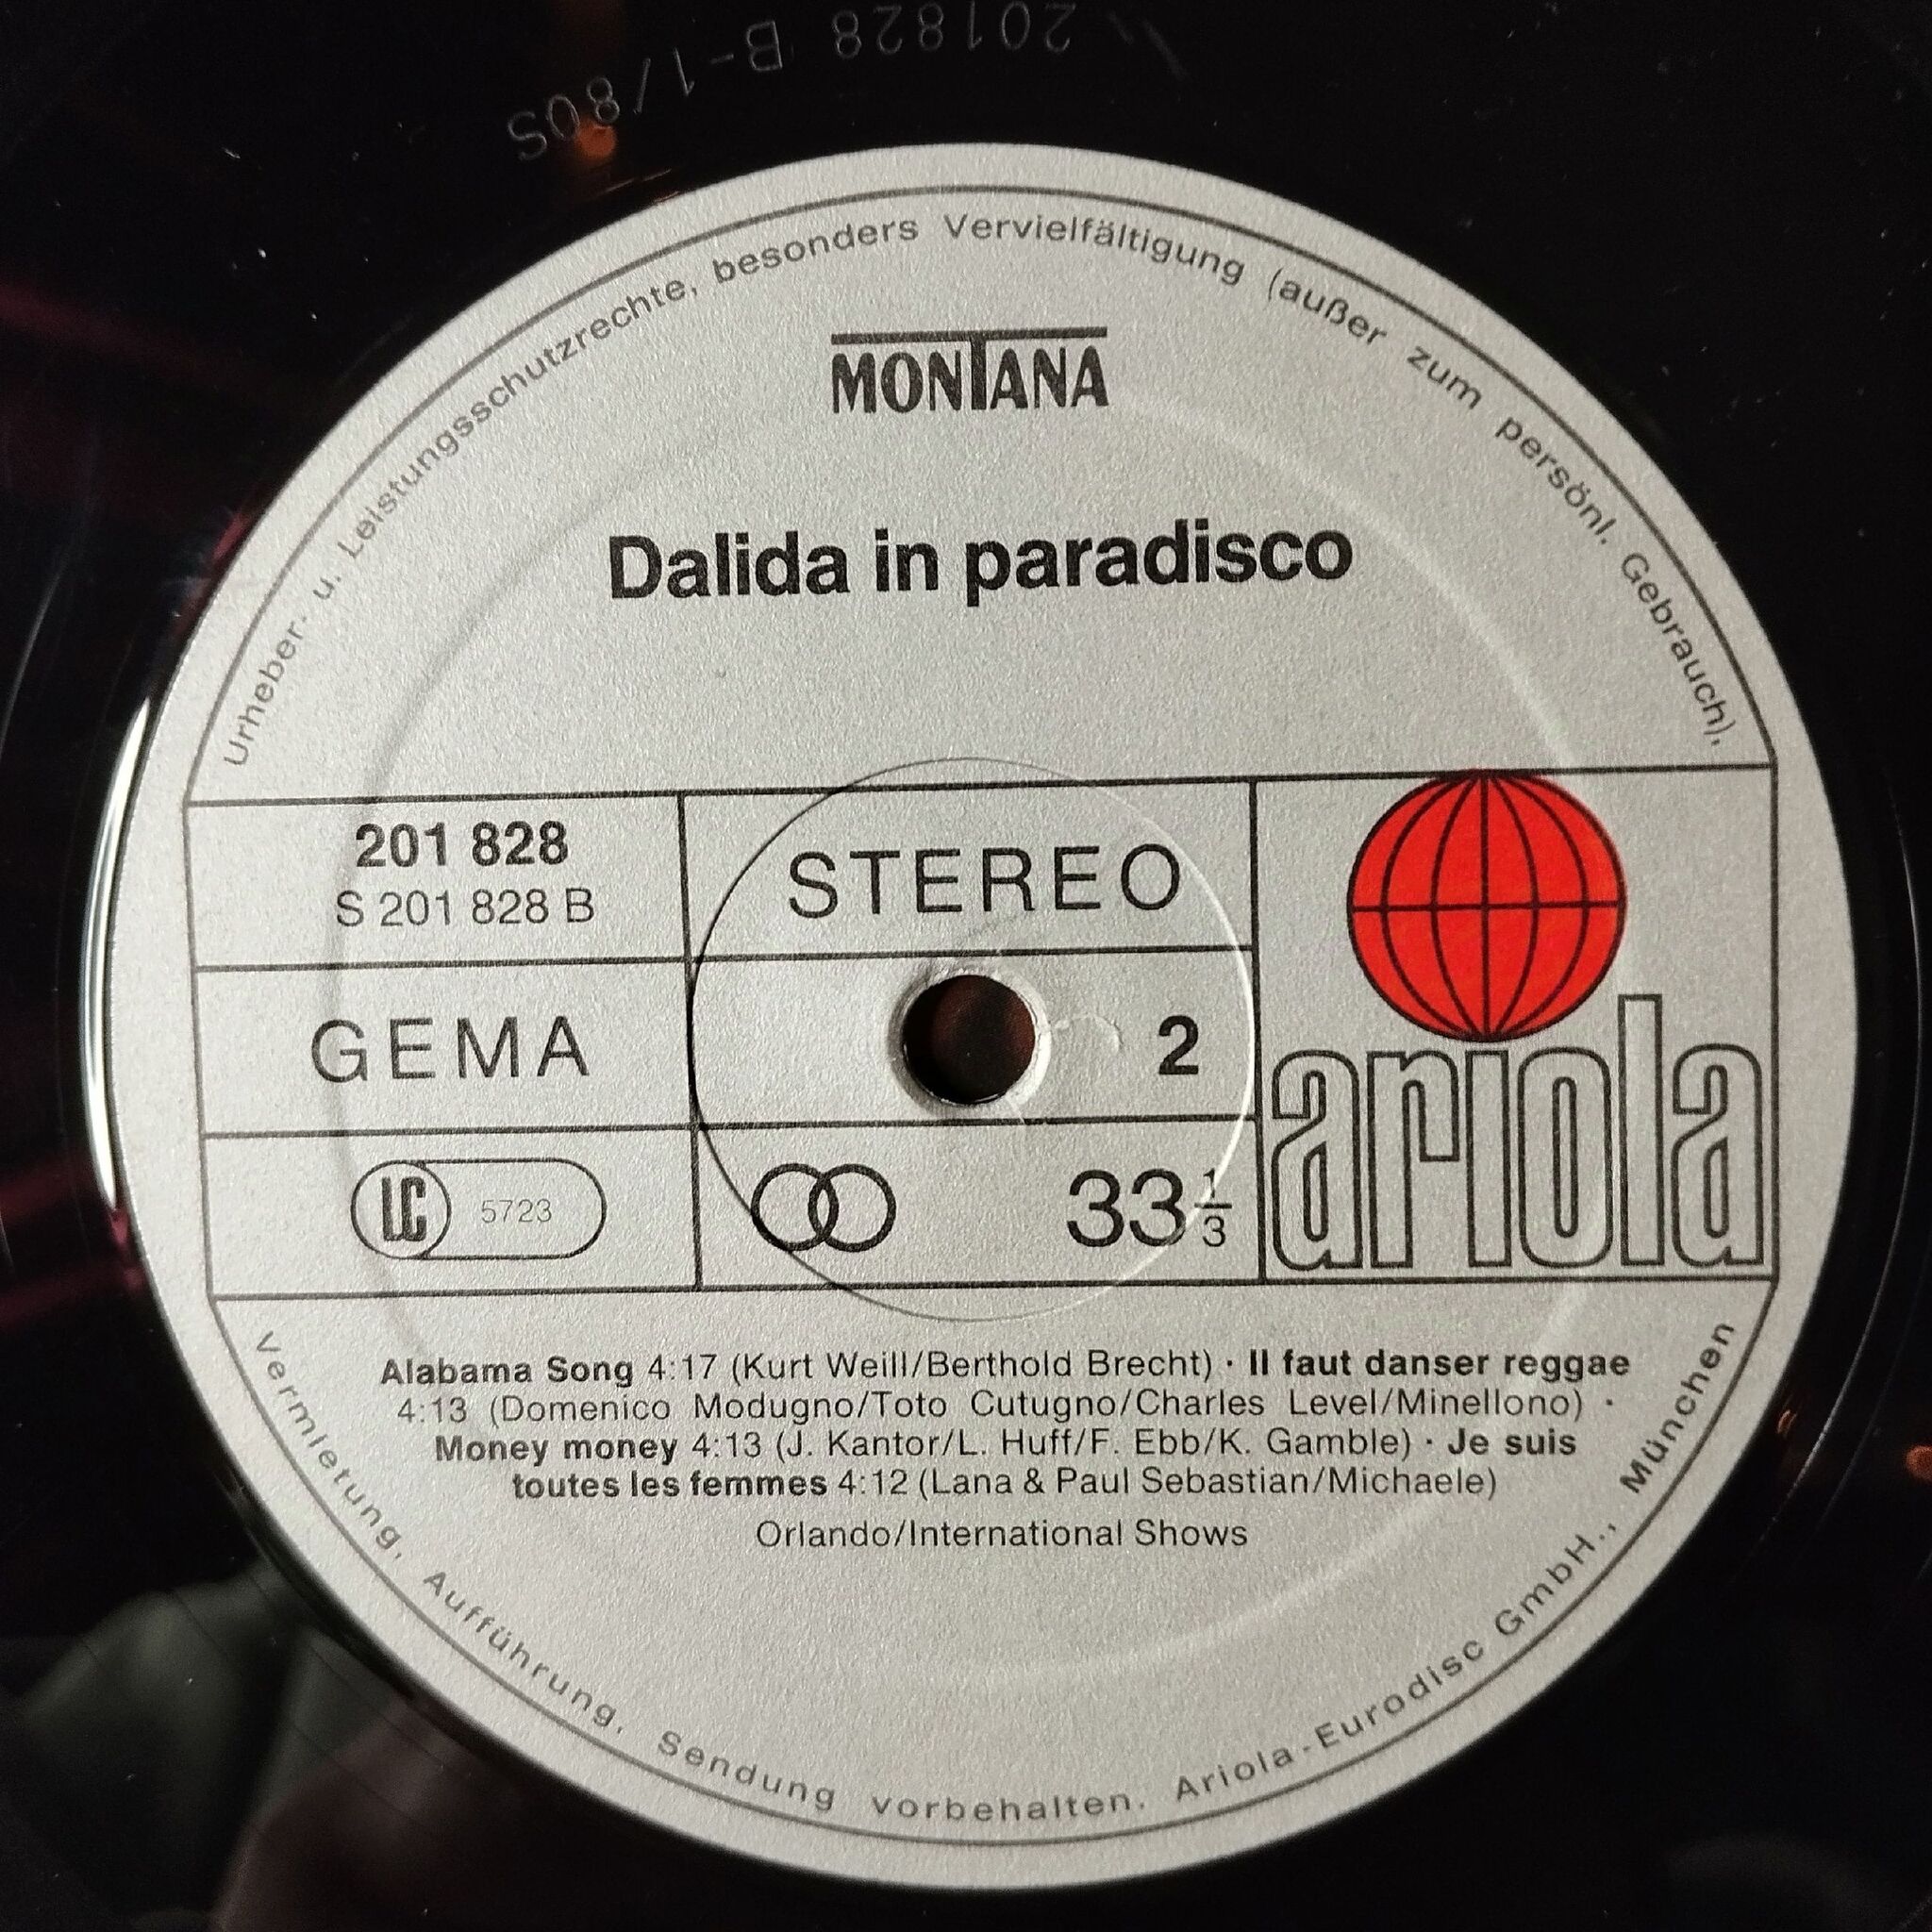 201828 B-1/80S
Urheber- u. Leistungsschutzrechte, besonders Vervielfältigung (außer zum persönl. Gebrauch),
MONTANA
Dalida in paradisco
201 828
S 201 828 B
STEREO
GEMA
2
LC 5723
33 1/3
ariola
Alabama Song 4:17 (Kurt Weill/Berthold Brecht) · Il faut danser reggae
4:13 (Domenico Modugno/Toto Cutugno/Charles Level/Minellono) ·
Money money 4:13 (J. Kantor/L. Huff/F. Ebb/K. Gamble) · Je suis
toutes les femmes 4:12 (Lana & Paul Sebastian/Michaele)
Orlando/International Shows
Vermietung, Aufführung, Sendung vorbehalten. Ariola-Eurodisc GmbH., München